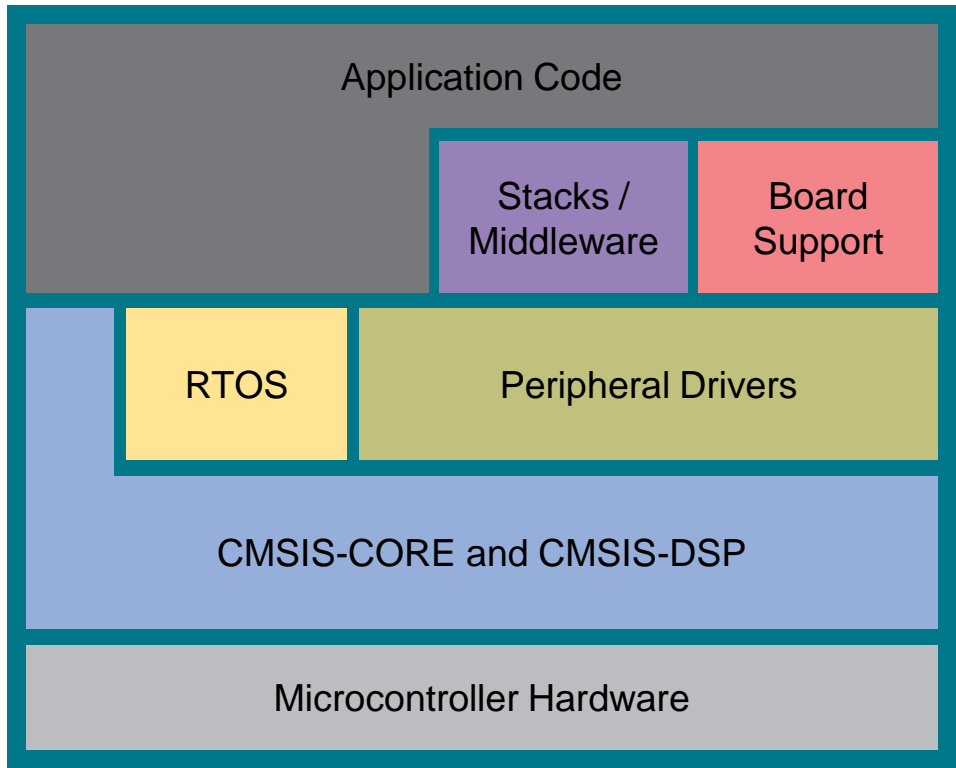 Application Code
Stacks /
Middleware
Board
Support
RTOS
Peripheral Drivers
CMSIS-CORE and CMSIS-DSP
Microcontroller Hardware